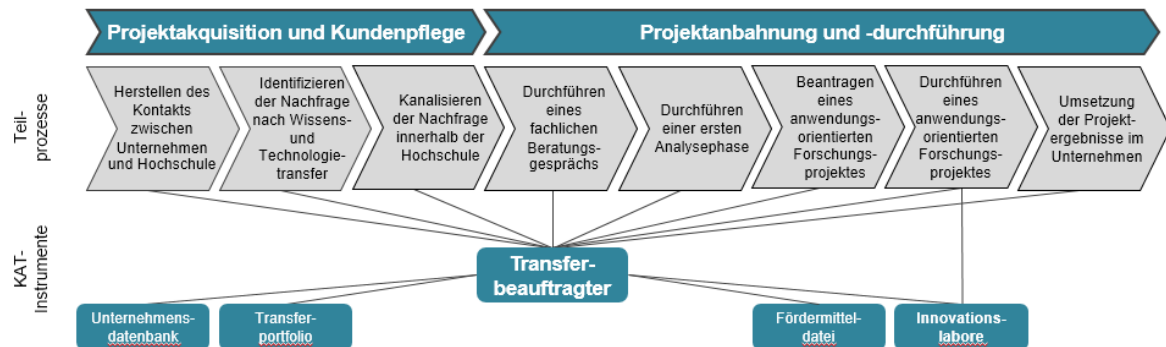 Projektakquisition und Kundenpflege
Projektanbahnung und -durchführung
Teil-
prozesse
Herstellen des
Kontakts
zwischen
Unternehmen
und Hochschule
Identifizieren
der Nachfrage
nach Wissens-
und
Technologie-
transfer
Kanalisieren
der Nachfrage
innerhalb der
Hochschule
Durchführen
eines
fachlichen
Beratungs-
gesprächs
Durchführen
einer ersten
Analysephase
Beantragen
eines
anwendungs-
orientierten
Forschungs-
projektes
Durchführen
eines
anwendungs-
orientierten
Forschungs-
projektes
Umsetzung
der Projekt-
ergebnisse im
Unternehmen
KAT-
Instrumente
Transfer-
beauftragter
Unternehmens-
datenbank
Transfer-
portfolio
Fördermittel-
datei
Innovations-
labore